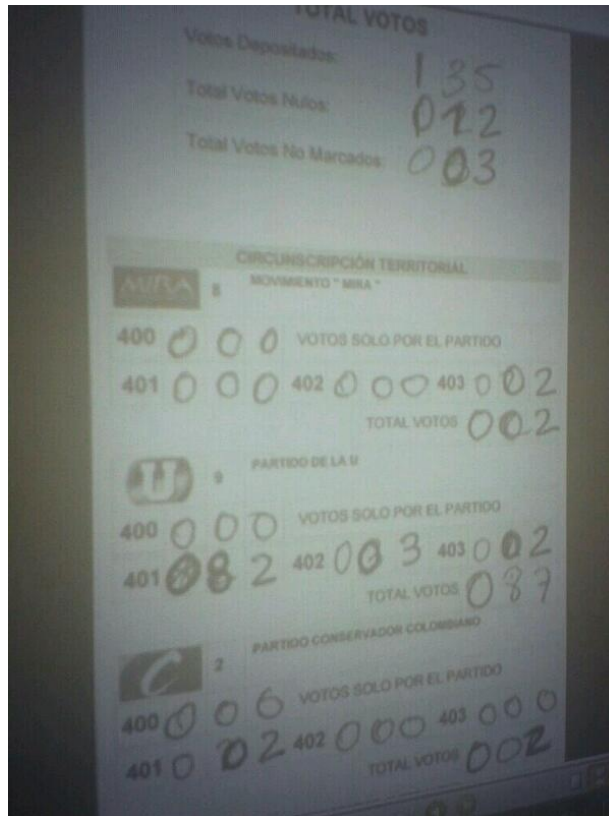 TOTAL VOTOS
Votos Depositados: 135
Total Votos Nulos: 012
Total Votos No Marcados: 003
CIRCUNSCRIPCIÓN TERRITORIAL
MIRA 8 MOVIMIENTO " MIRA "
400 000 VOTOS SOLO POR EL PARTIDO
401 000 402 000 403 002
TOTAL VOTOS 002
U 9 PARTIDO DE LA U
400 000 VOTOS SOLO POR EL PARTIDO
401 082 402 003 403 002
TOTAL VOTOS 087
C 2 PARTIDO CONSERVADOR COLOMBIANO
400 000 VOTOS SOLO POR EL PARTIDO
401 002 402 000 403 000
TOTAL VOTOS 002